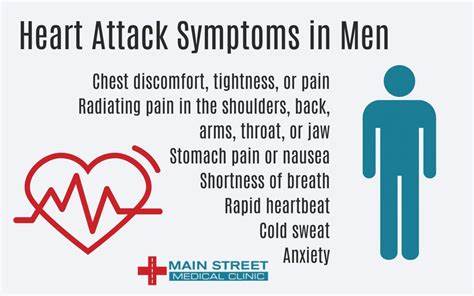 Heart Attack Symptoms in Men
Chest discomfort, tightness, or pain
Radiating pain in the shoulders, back,
arms, throat, or jaw
Stomach pain or nausea
Shortness of breath
Rapid heartbeat
Cold sweat
Anxiety
MAIN STREET
MEDICAL CLINIC